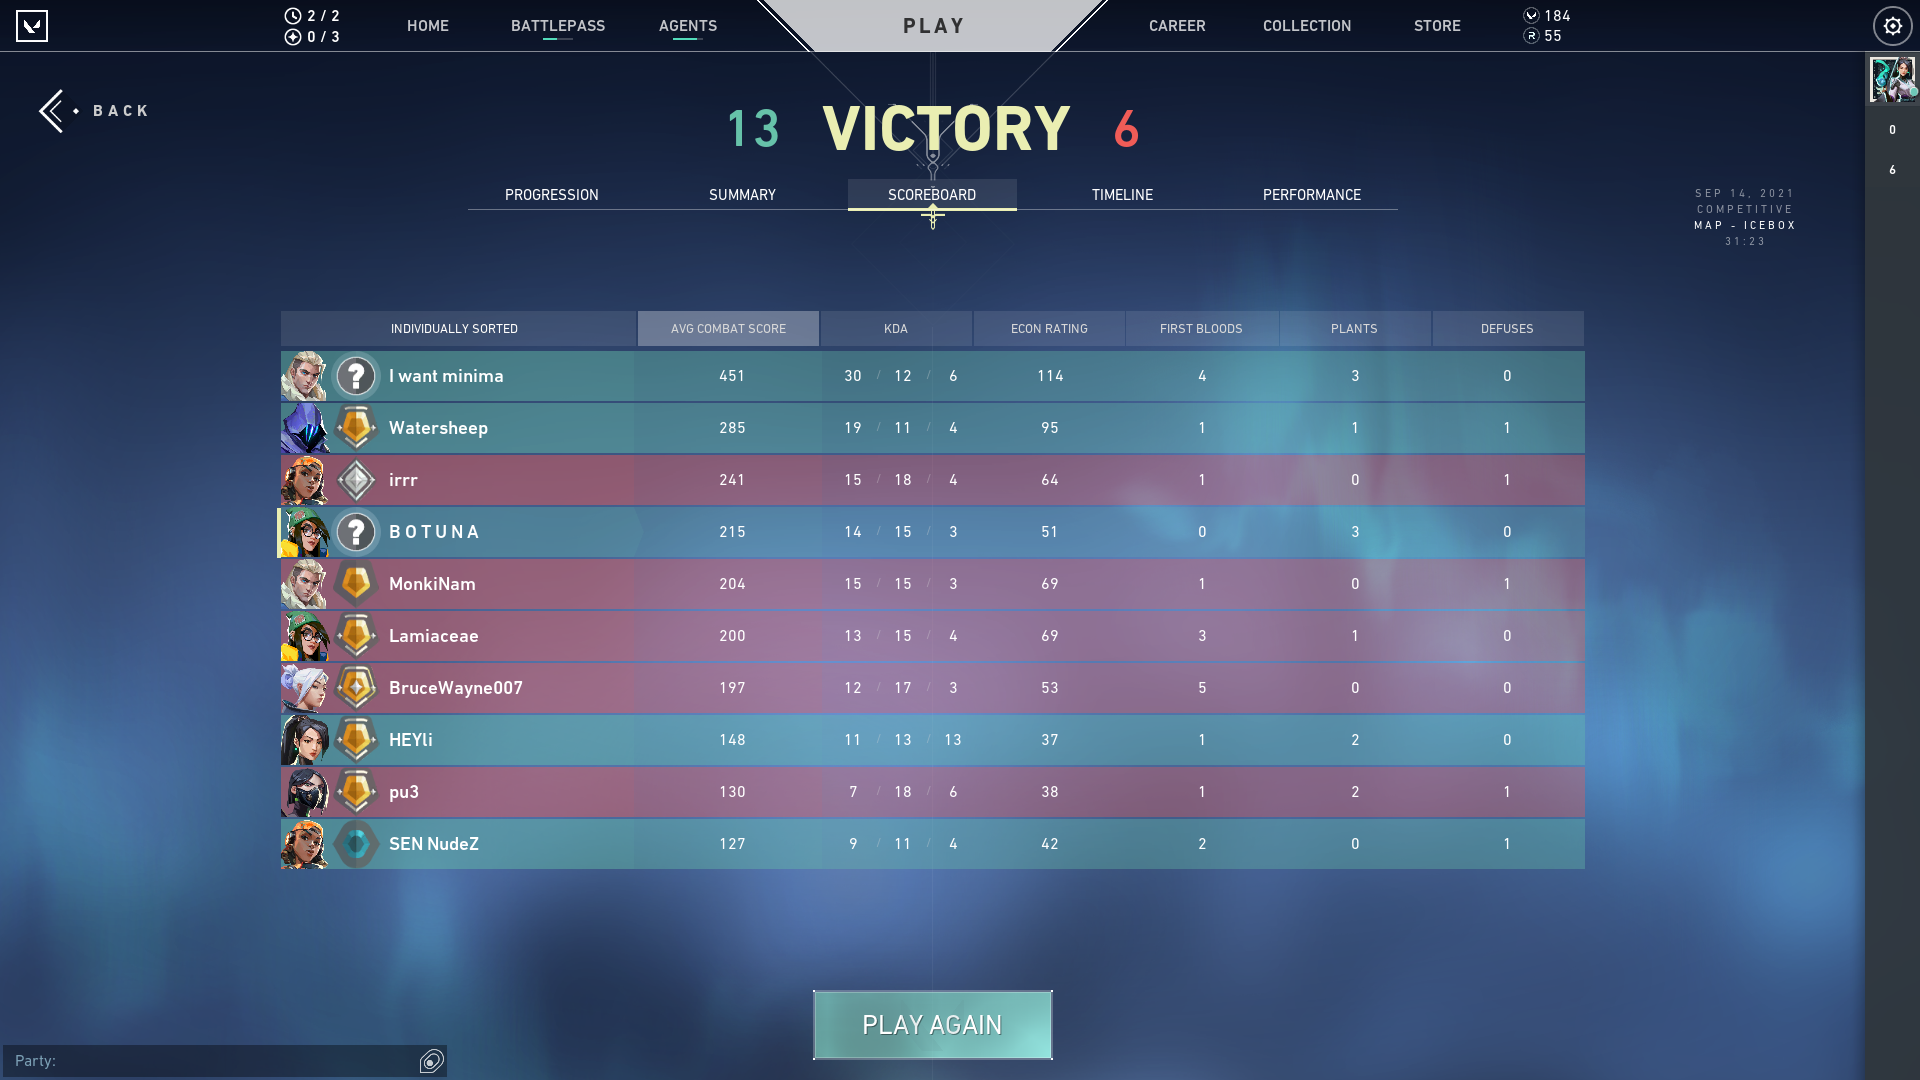 2 / 2
0 / 3
HOME
BATTLEPASS
AGENTS
PLAY
CAREER
COLLECTION
STORE
184
R 55
BACK
13 VICTORY 6
PROGRESSION
SUMMARY
SCOREBOARD
TIMELINE
PERFORMANCE
SEP 14, 2021
COMPETITIVE
MAP - ICEBOX
31:23
0
6
INDIVIDUALLY SORTED AVG COMBAT SCORE KDA ECON RATING FIRST BLOODS PLANTS DEFUSES
? I want minima 451 30 / 12 / 6 114 4 3 0
Watersheep 285 19 / 11 / 4 95 1 1 1
irrr 241 15 / 18 / 4 64 1 0 1
? B O T U N A 215 14 / 15 / 3 51 0 3 0
MonkiNam 204 15 / 15 / 3 69 1 0 1
Lamiaceae 200 13 / 15 / 4 69 3 1 0
BruceWayne007 197 12 / 17 / 3 53 5 0 0
HEYli 148 11 / 13 / 13 37 1 2 0
pu3 130 7 / 18 / 6 38 1 2 1
SEN NudeZ 127 9 / 11 / 4 42 2 0 1
PLAY AGAIN
Party: